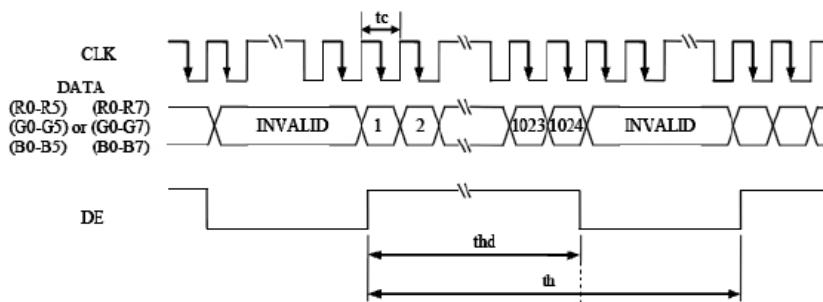 tc
CLK
DATA
(R0-R5) (R0-R7)
(G0-G5) or (G0-G7)
(B0-B5) (B0-B7)
INVALID 1 2 1023 1024 INVALID
DE
thd
th